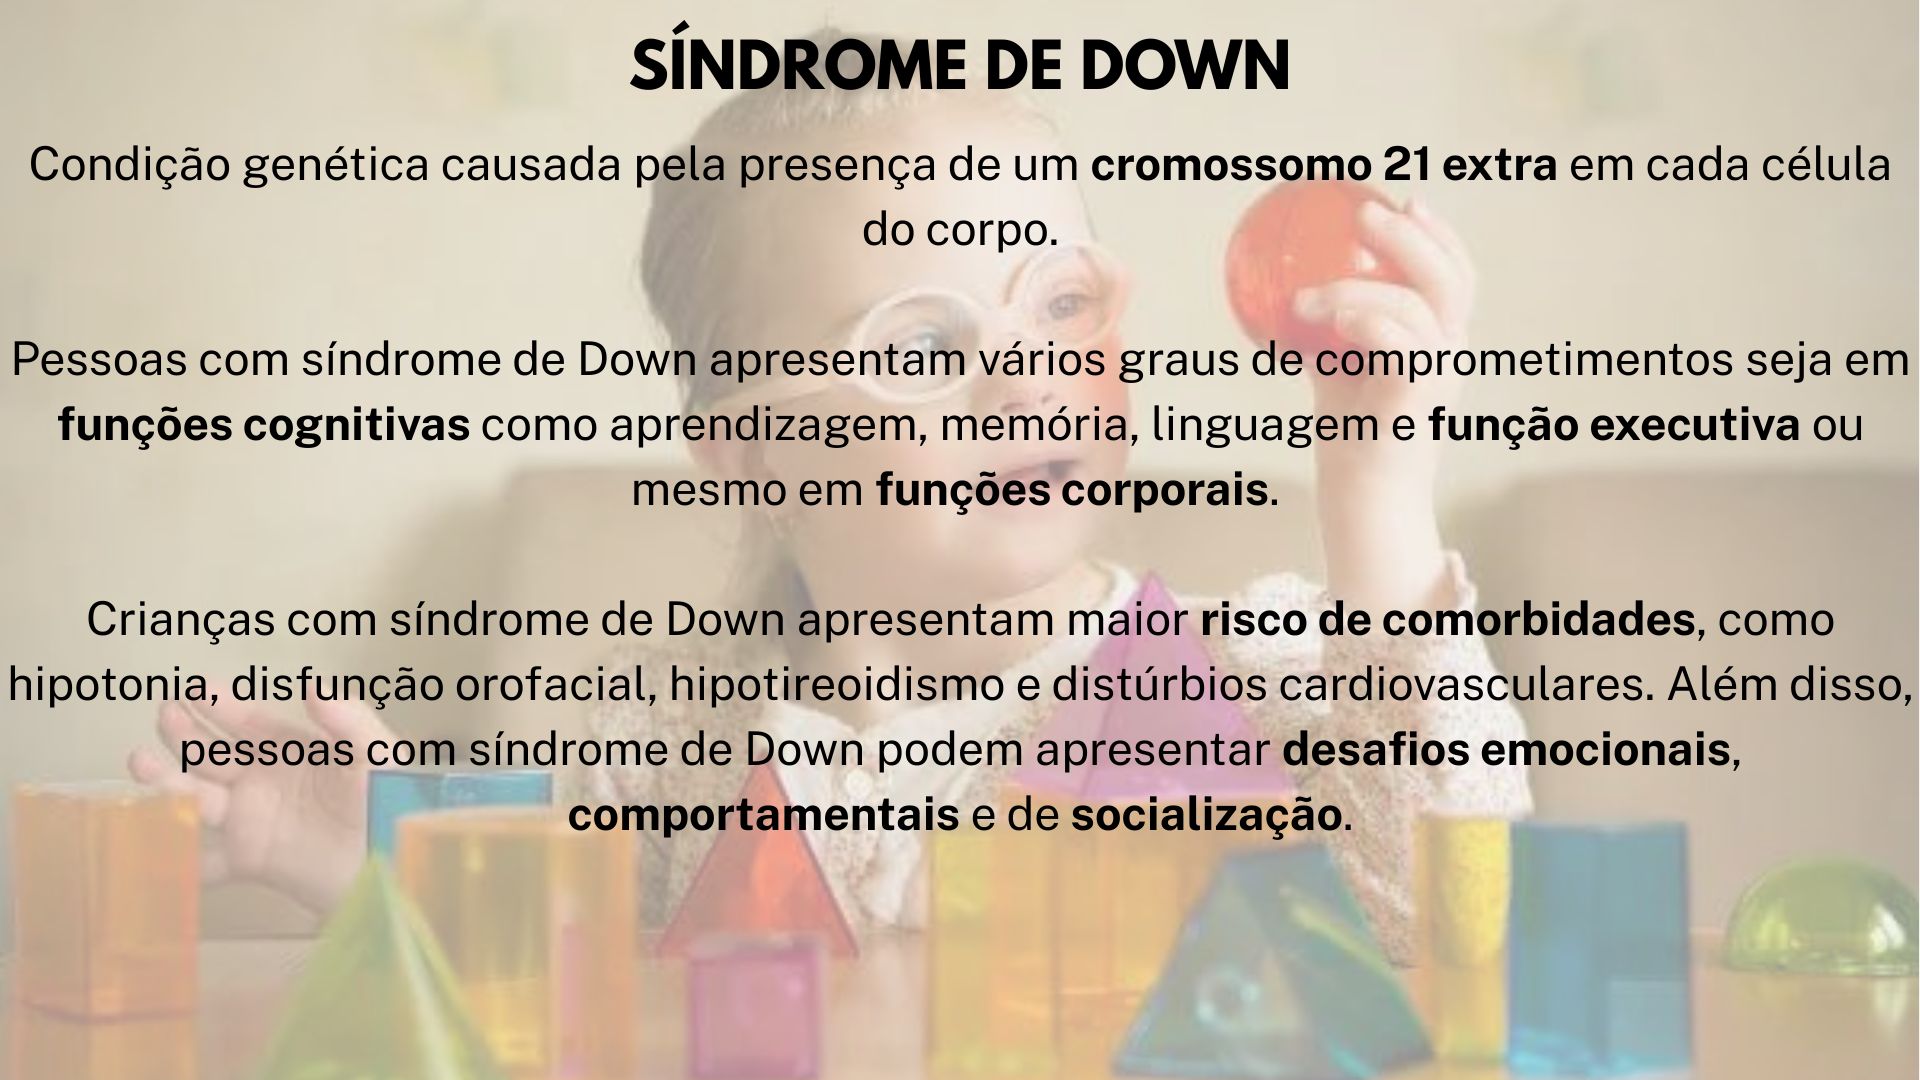 SÍNDROME DE DOWN
Condição genética causada pela presença de um cromossomo 21 extra em cada célula
do corpo.
Pessoas com síndrome de Down apresentam vários graus de comprometimentos seja em
funções cognitivas como aprendizagem, memória, linguagem e função executiva ou
mesmo em funções corporais.
Crianças com síndrome de Down apresentam maior risco de comorbidades, como
hipotonia, disfunção orofacial, hipotireoidismo e distúrbios cardiovasculares. Além disso,
pessoas com síndrome de Down podem apresentar desafios emocionais,
comportamentais e de socialização.